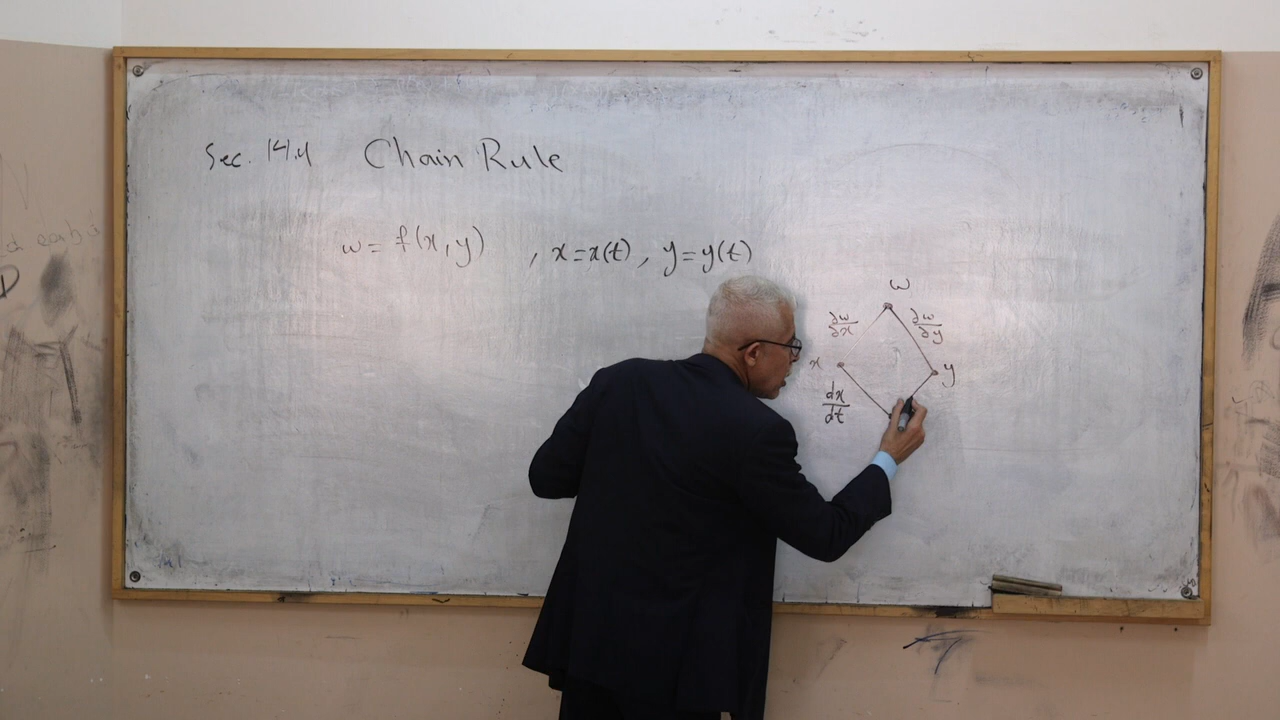 Sec. 14.4 Chain Rule
w = f(x, y) , x = x(t), y = y(t)
w
∂w/∂x ∂w/∂y
x y
dx/dt